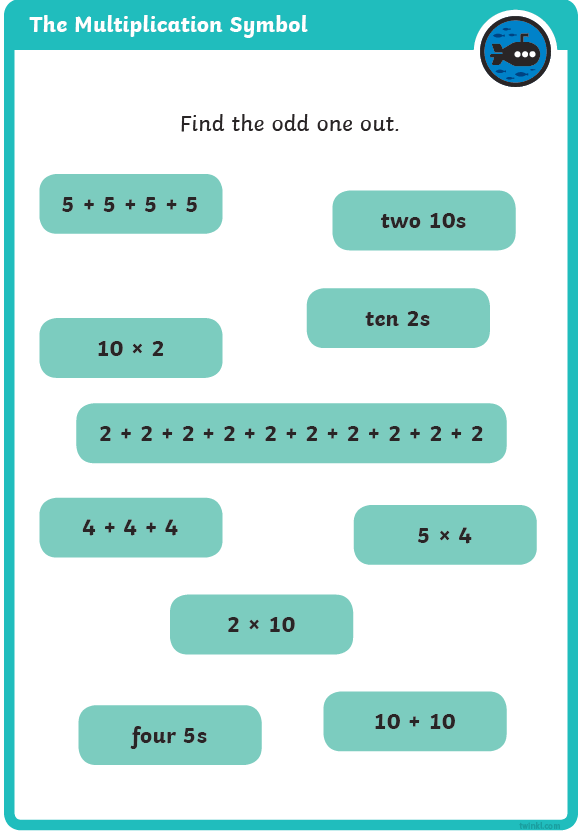 The Multiplication Symbol
Find the odd one out.
5 + 5 + 5 + 5
two 10s
ten 2s
10 × 2
2 + 2 + 2 + 2 + 2 + 2 + 2 + 2 + 2 + 2
4 + 4 + 4
5 × 4
2 × 10
four 5s
10 + 10
twinkl.com